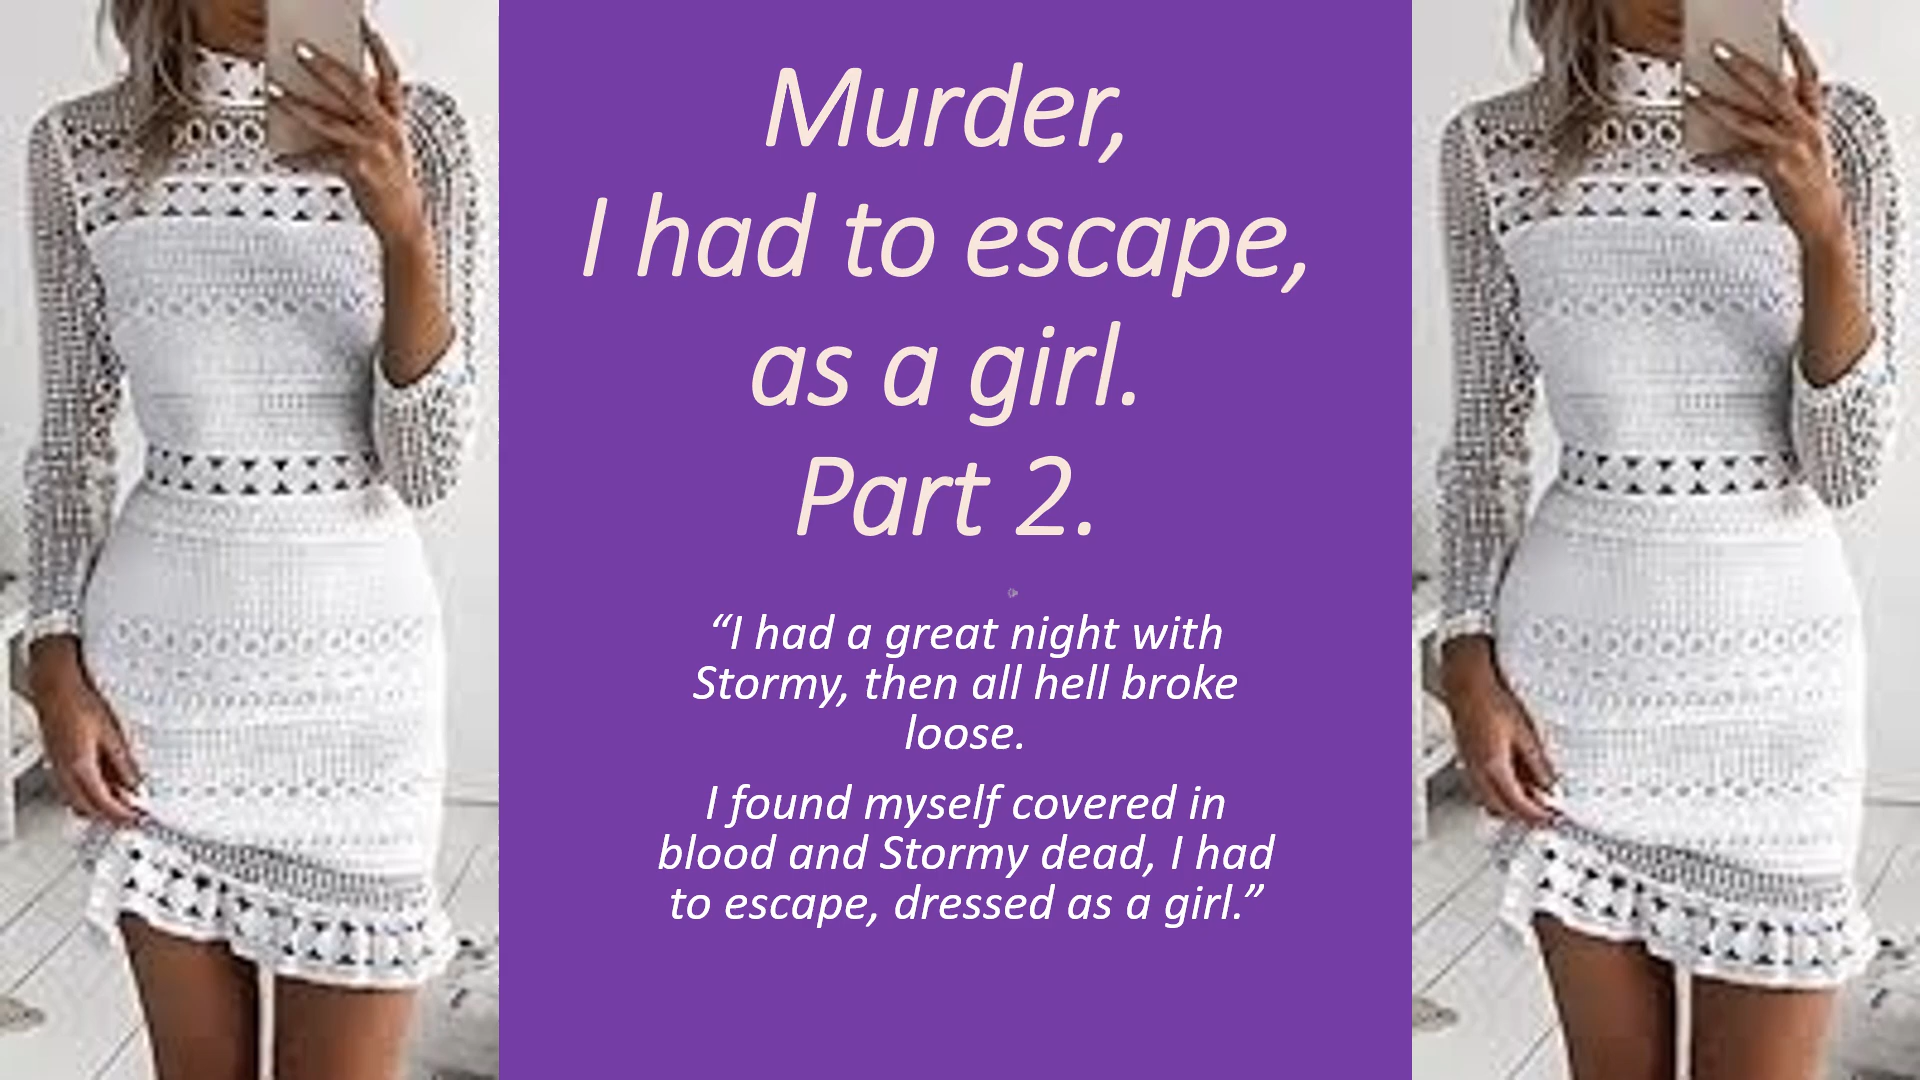 Murder,
I had to escape,
as a girl.
Part 2.
“I had a great night with
Stormy, then all hell broke
loose.
I found myself covered in
blood and Stormy dead, I had
to escape, dressed as a girl.”